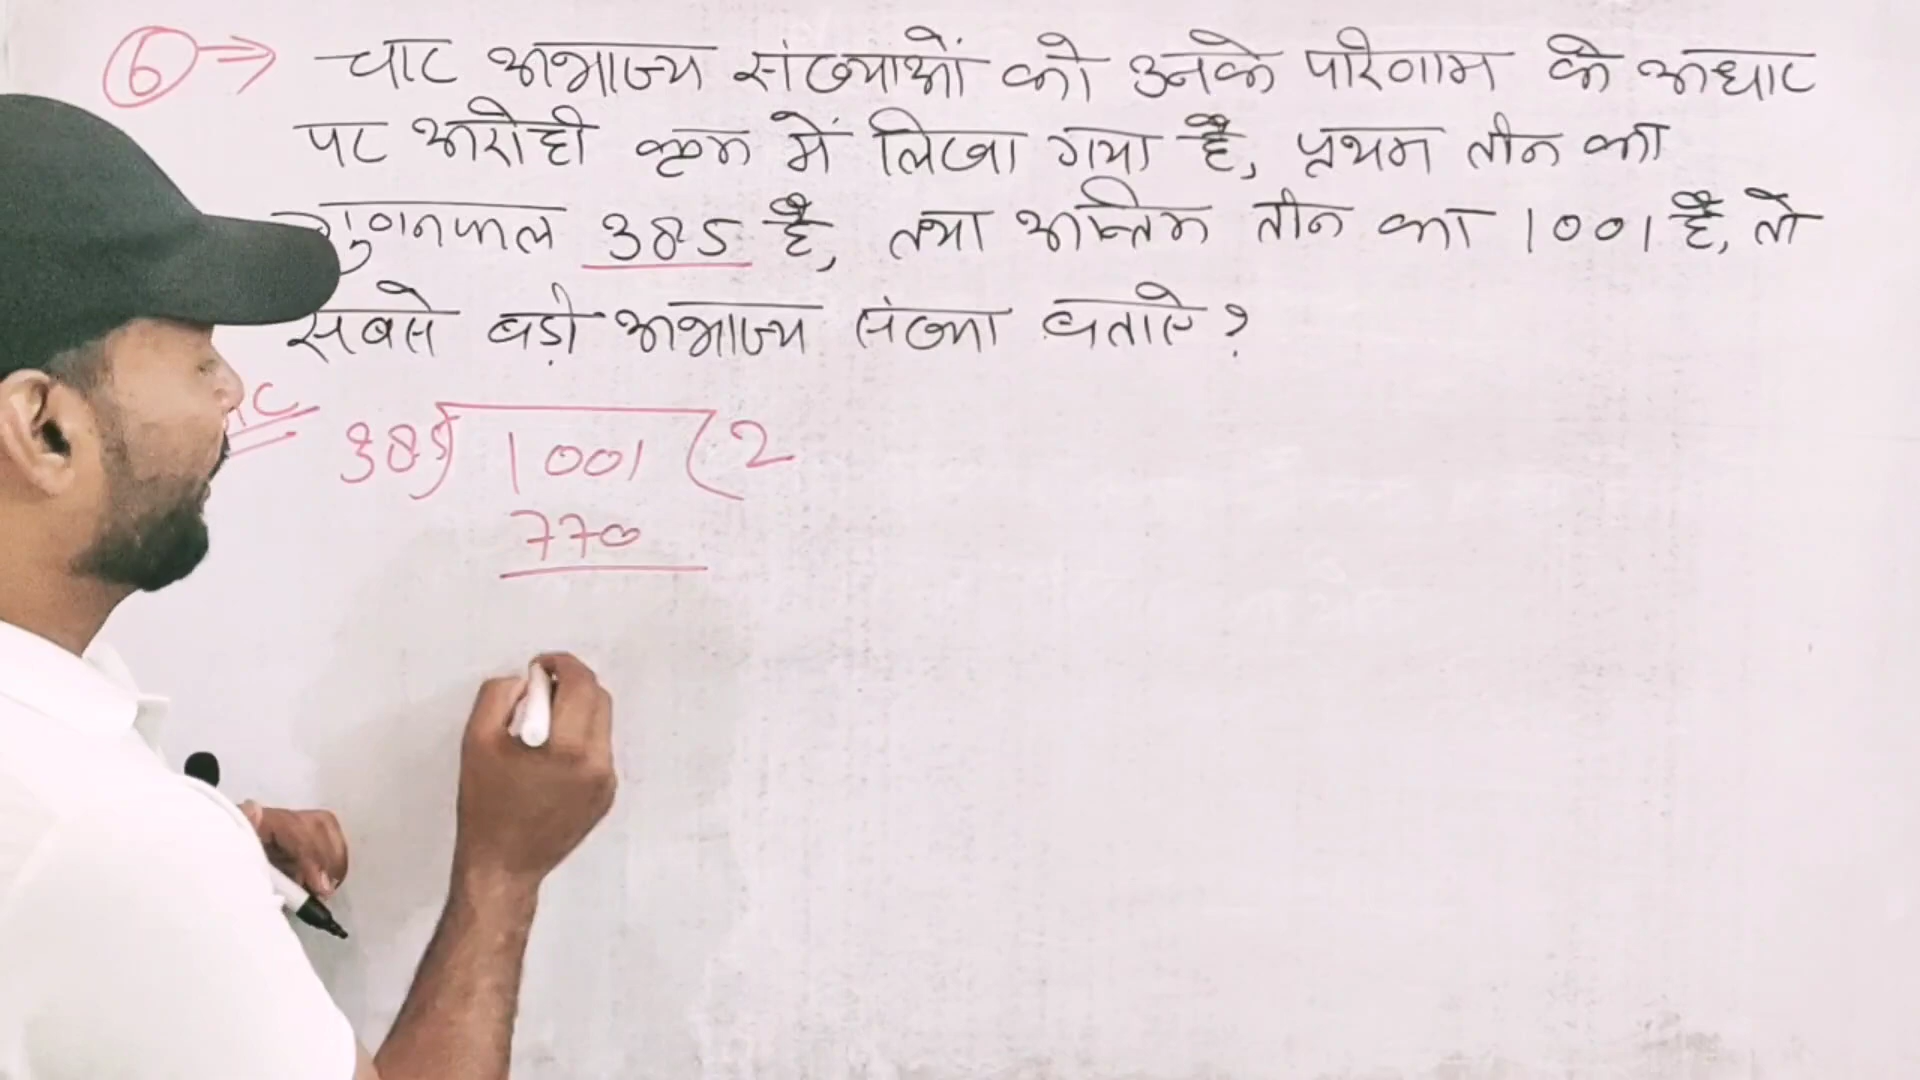 6 → चार अभाज्य संख्याओं को उनके परिणाम के आधार
पर आरोही क्रम में लिखा गया है, प्रथम तीन का
गुणनफल 385 है, तथा अन्तिम तीन का 1001 है, तो
सबसे बड़ी अभाज्य संख्या बताए?
385) 1001 (2
770